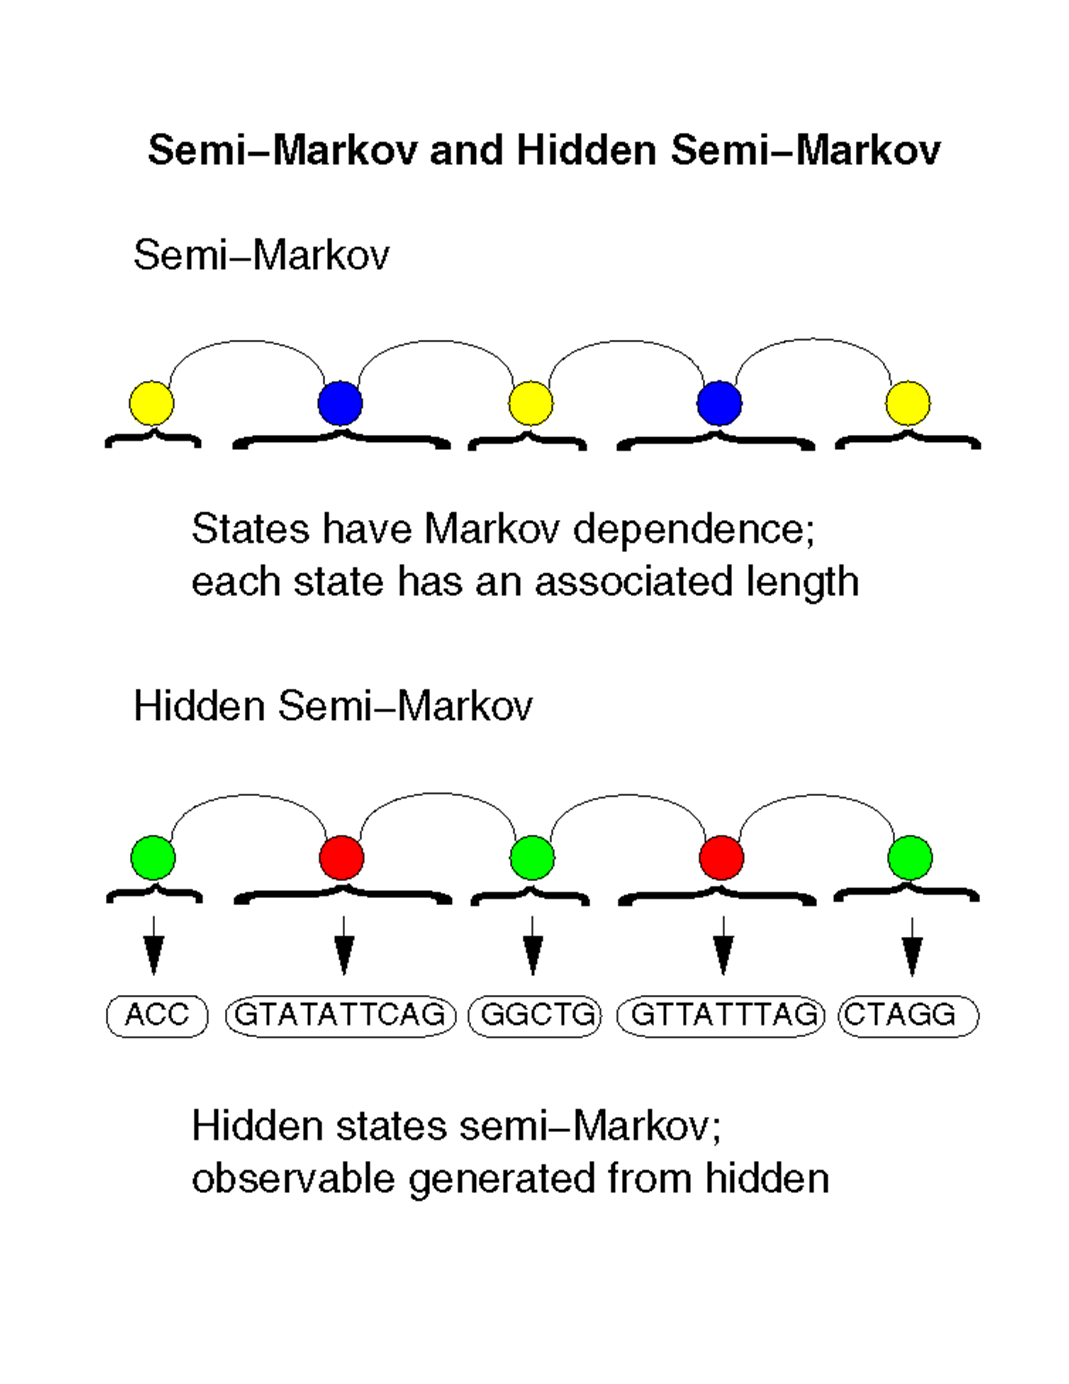 Semi–Markov and Hidden Semi–Markov
Semi–Markov
States have Markov dependence;
each state has an associated length
Hidden Semi–Markov
ACC GTATATTCAG GGCTG GTTATTTAG CTAGG
Hidden states semi–Markov;
observable generated from hidden